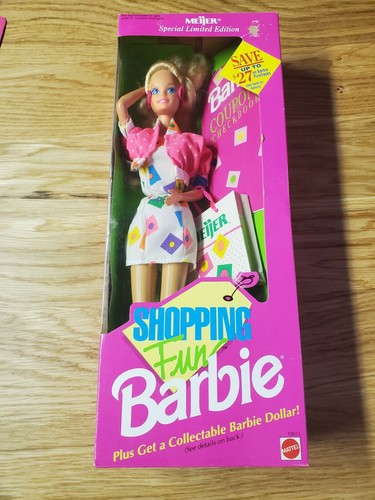 MEIJER®
Special Limited Edition
SAVE
UP TO
$27
Barbie
COUPON
CHECKBOOK
MEIJER
SHOPPING
Fun
Barbie®
Plus Get a Collectable Barbie Dollar!
(See details on back.)
MATTEL